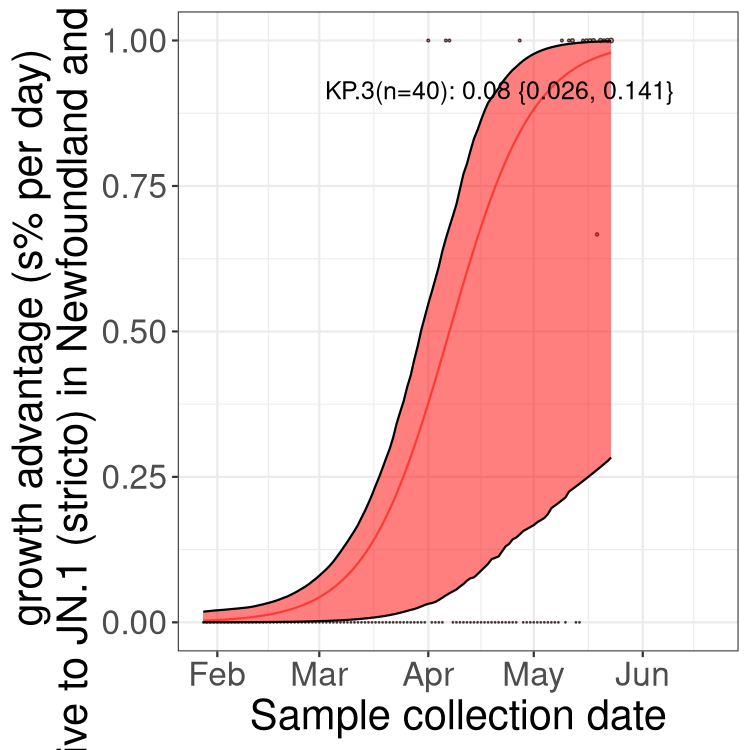 growth advantage (s% per day)
ive to JN.1 (stricto) in Newfoundland and
1.00
0.75
0.50
0.25
0.00
KP.3(n=40): 0.08 {0.026, 0.141}
Feb Mar Apr May Jun
Sample collection date